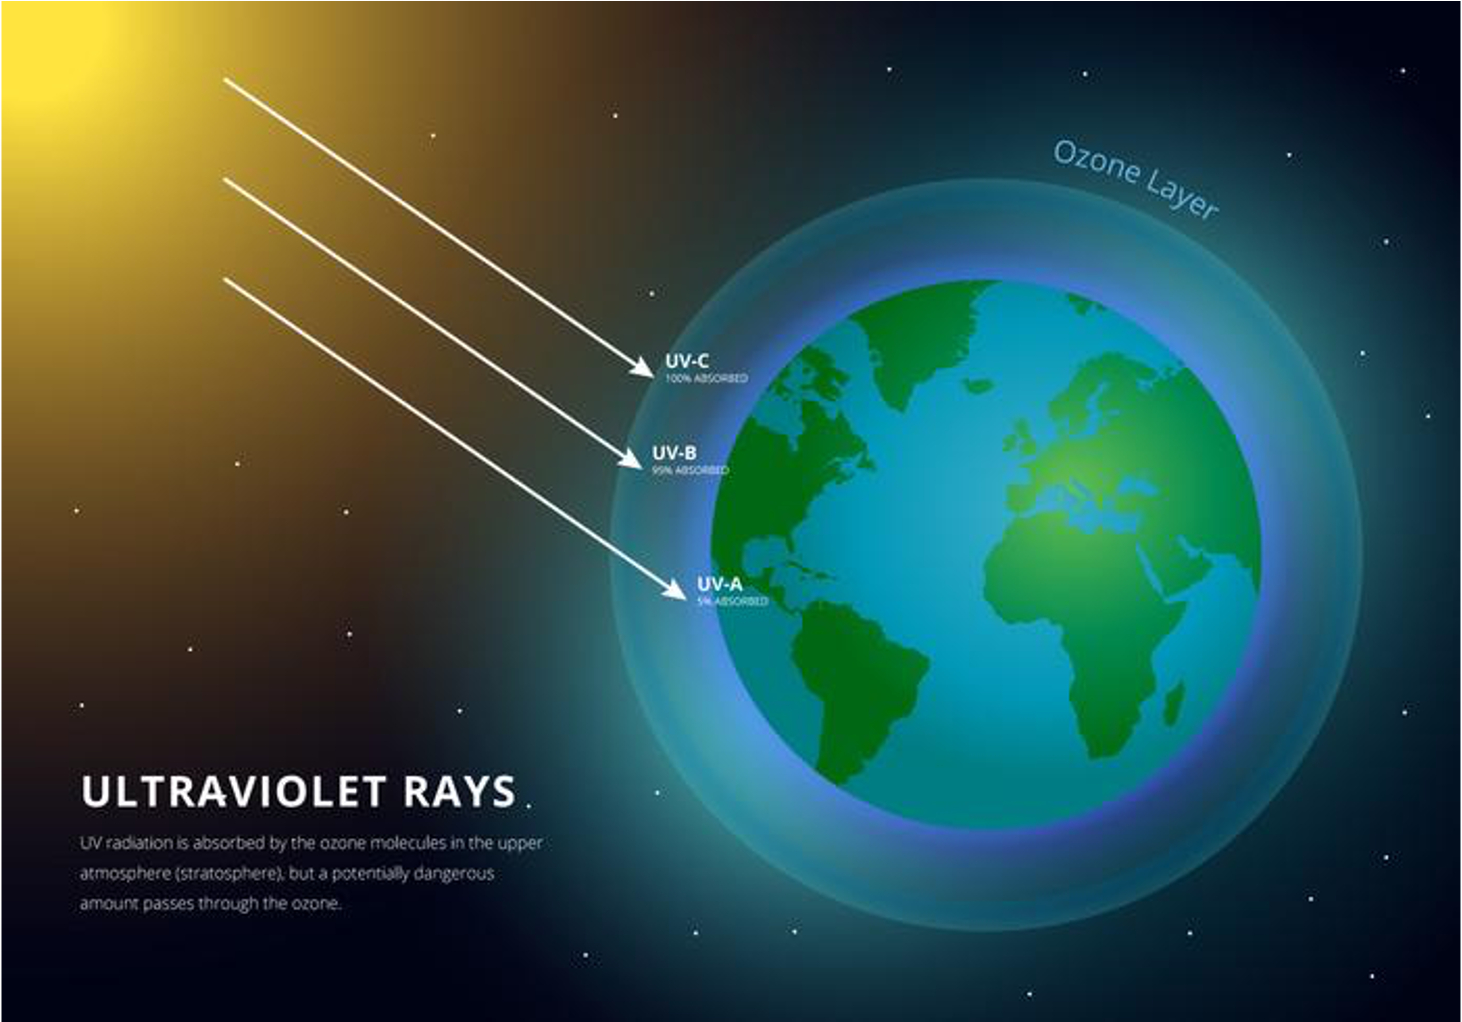 Ozone Layer
UV-C
100% ABSORBED
UV-B
95% ABSORBED
UV-A
5% ABSORBED
ULTRAVIOLET RAYS
UV radiation is absorbed by the ozone molecules in the upper
atmosphere (stratosphere), but a potentially dangerous
amount passes through the ozone.